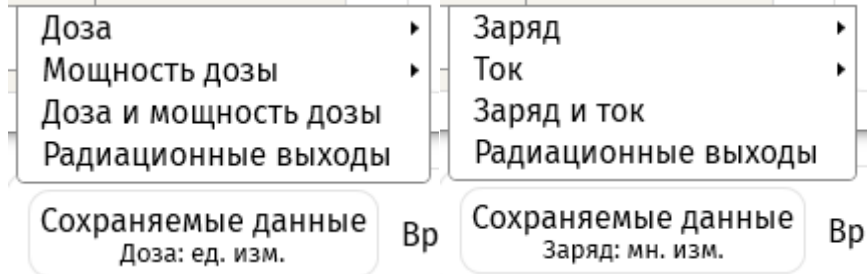 Доза
Мощность дозы
Доза и мощность дозы
Радиационные выходы
Сохраняемые данные
Доза: ед. изм.
Вр
Заряд
Ток
Заряд и ток
Радиационные выходы
Сохраняемые данные
Заряд: мн. изм.
Вр